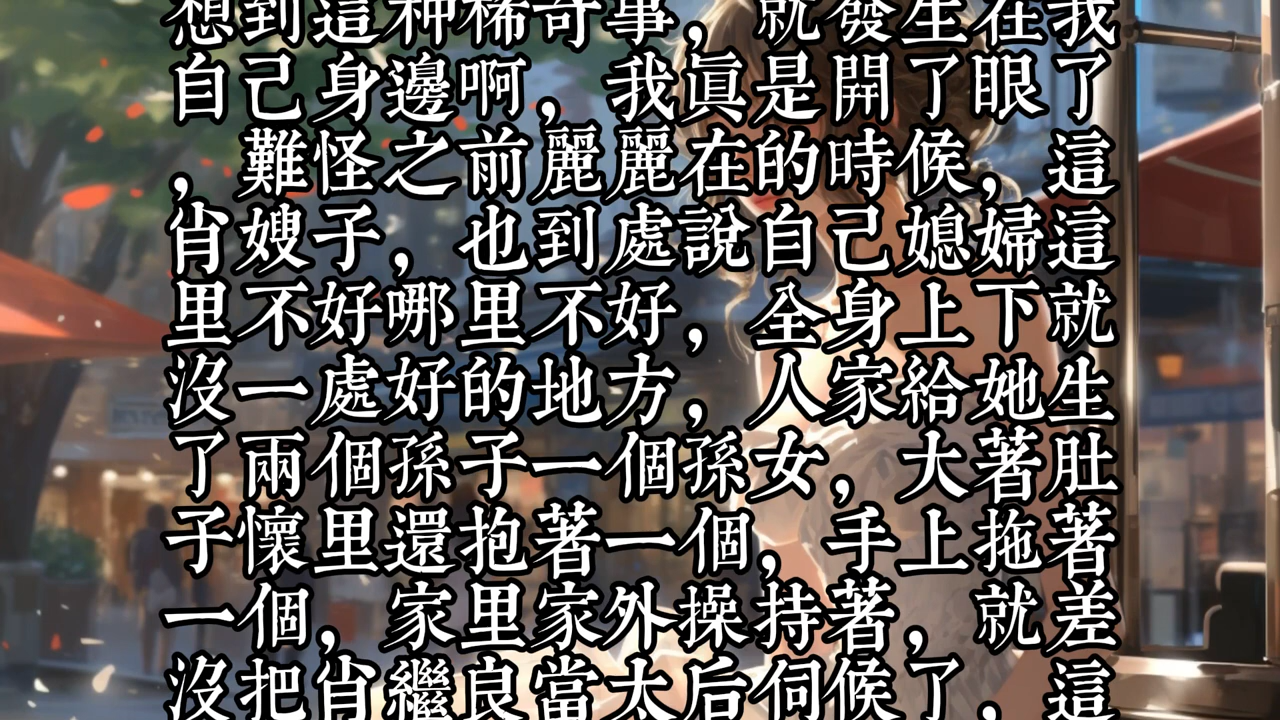 想到這种稀奇事，就發生在我
自己身邊啊，我眞是開了眼了
，難怪之前麗麗在的時候，這
肖嫂子，也到處說自己媳婦這
里不好哪里不好，全身上下就
沒一處好的地方，人家給她生
了兩個孫子一個孫女，大著肚
子懷里還抱著一個，手上拖著
一個，家里家外操持著，就差
沒把肖繼良當太后伺候了，這